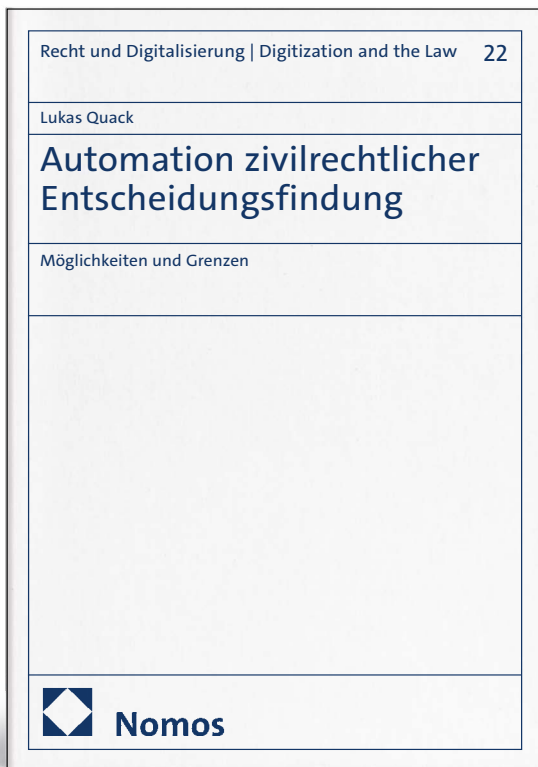 Recht und Digitalisierung | Digitization and the Law 22
Lukas Quack
Automation zivilrechtlicher
Entscheidungsfindung
Möglichkeiten und Grenzen
Nomos